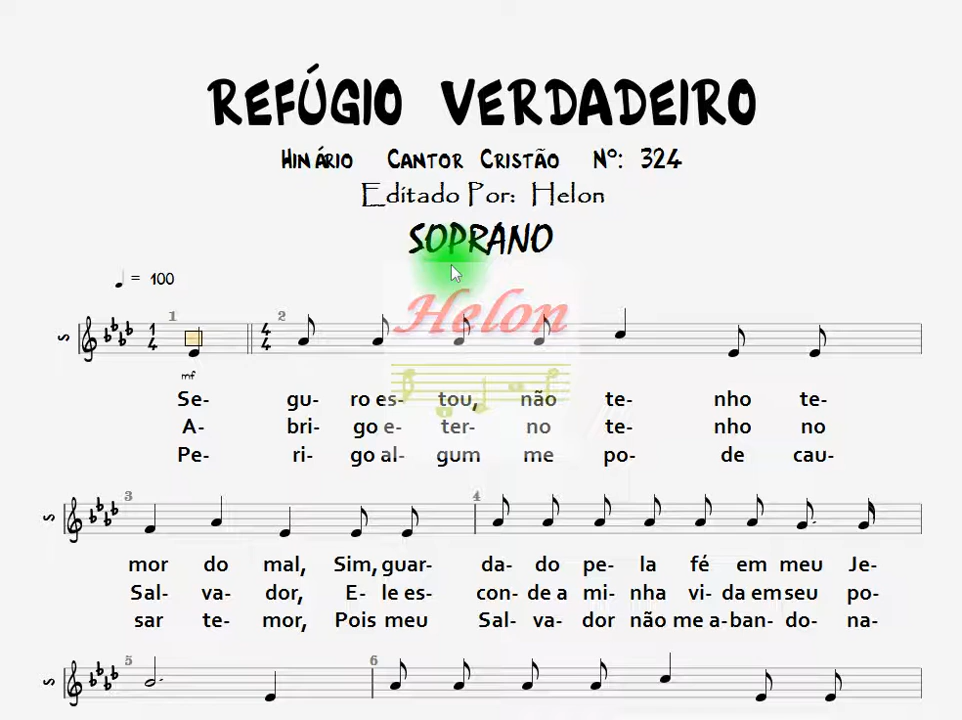 REFÚGIO VERDADEIRO
HINÁRIO CANTOR CRISTÃO Nº: 324
Editado Por: Helon
SOPRANO
= 100
Helon
1 2
S 1 4 4 4
mf
Se- gu- ro es- tou, não te- nho te-
A- bri- go e- ter- no te- nho no
Pe- ri- go al- gum me po- de cau-
3 4
S
mor do mal, Sim, guar- da- do pe- la fé em meu Je-
Sal- va- dor, E- le es- con- de a mi- nha vi- da em seu po-
sar te- mor, Pois meu Sal- va- dor não me a- ban- do- na-
5 6
S